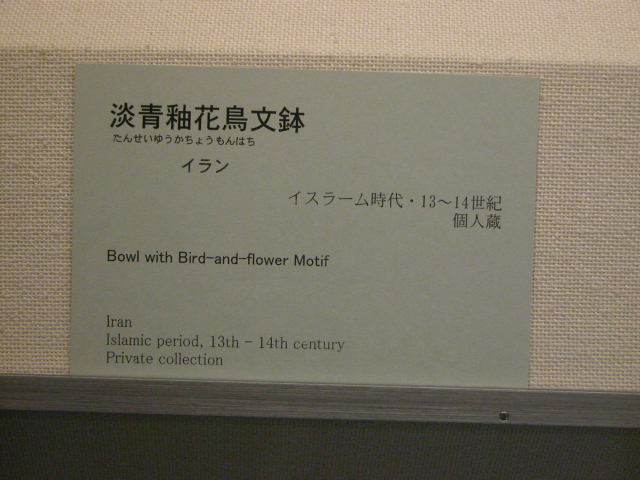 淡青釉花鳥文鉢
たんせいゆうかちょうもんはち
イラン
イスラーム時代・13〜14世紀
個人蔵
Bowl with Bird-and-flower Motif
Iran
Islamic period, 13th - 14th century
Private collection